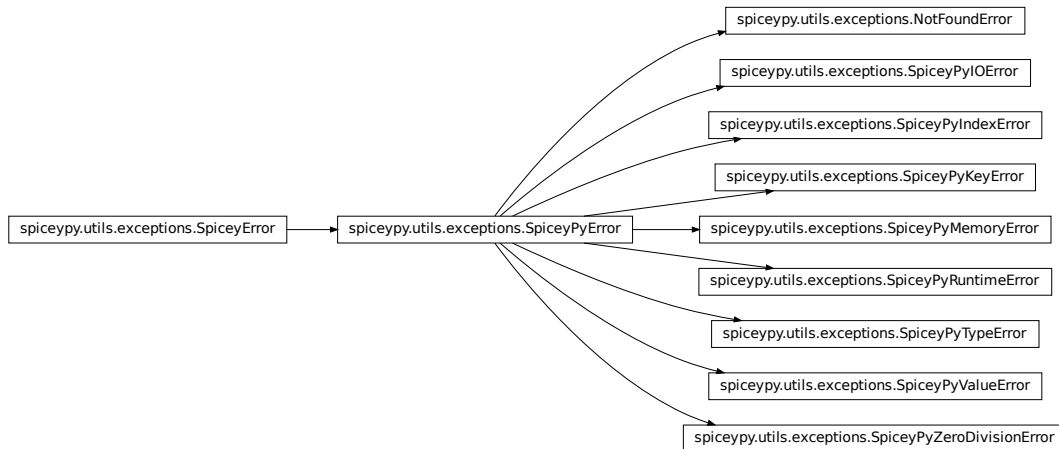 spiceypy.utils.exceptions.NotFoundError
spiceypy.utils.exceptions.SpiceyPyIOError
spiceypy.utils.exceptions.SpiceyPyIndexError
spiceypy.utils.exceptions.SpiceyPyKeyError
spiceypy.utils.exceptions.SpiceyError
spiceypy.utils.exceptions.SpiceyPyError
spiceypy.utils.exceptions.SpiceyPyMemoryError
spiceypy.utils.exceptions.SpiceyPyRuntimeError
spiceypy.utils.exceptions.SpiceyPyTypeError
spiceypy.utils.exceptions.SpiceyPyValueError
spiceypy.utils.exceptions.SpiceyPyZeroDivisionError